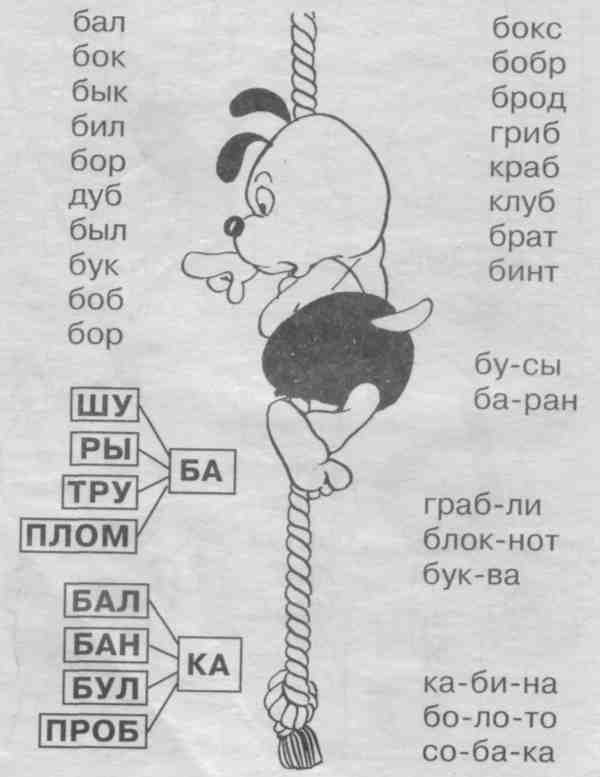 бал
бок
бык
бил
бор
дуб
был
бук
боб
бор
бокс
бобр
брод
гриб
краб
клуб
брат
бинт
бу-сы
ба-ран
ШУ
РЫ
ТРУ
ПЛОМ
БА
граб-ли
блок-нот
бук-ва
БАЛ
БАН
БУЛ
ПРОБ
КА
ка-би-на
бо-ло-то
со-ба-ка